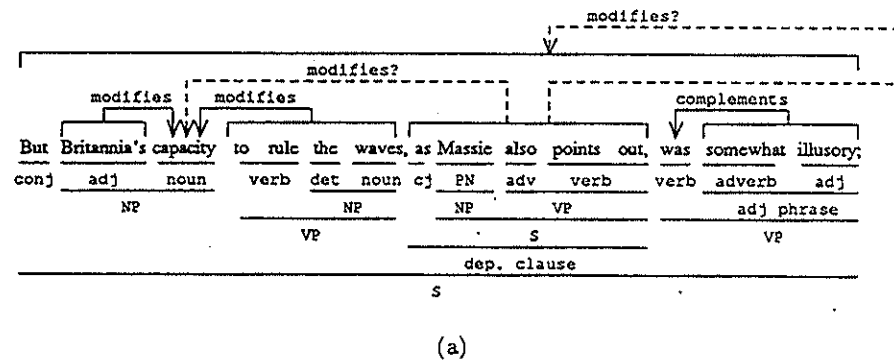 modifies?
modifies?
modifies modifies complements
But Britannia's capacity to rule the waves, as Massie also points out, was somewhat illusory;
conj adj noun verb det noun cj PN adv verb verb adverb adj
NP NP NP VP adj phrase
VP S VP
dep. clause
S
(a)